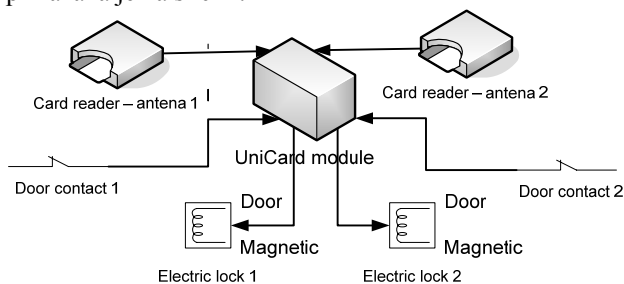 Card reader – antena 1
Card reader – antena 2
UniCard module
Door contact 1
Door contact 2
Door
Magnetic
Door
Magnetic
Electric lock 1
Electric lock 2